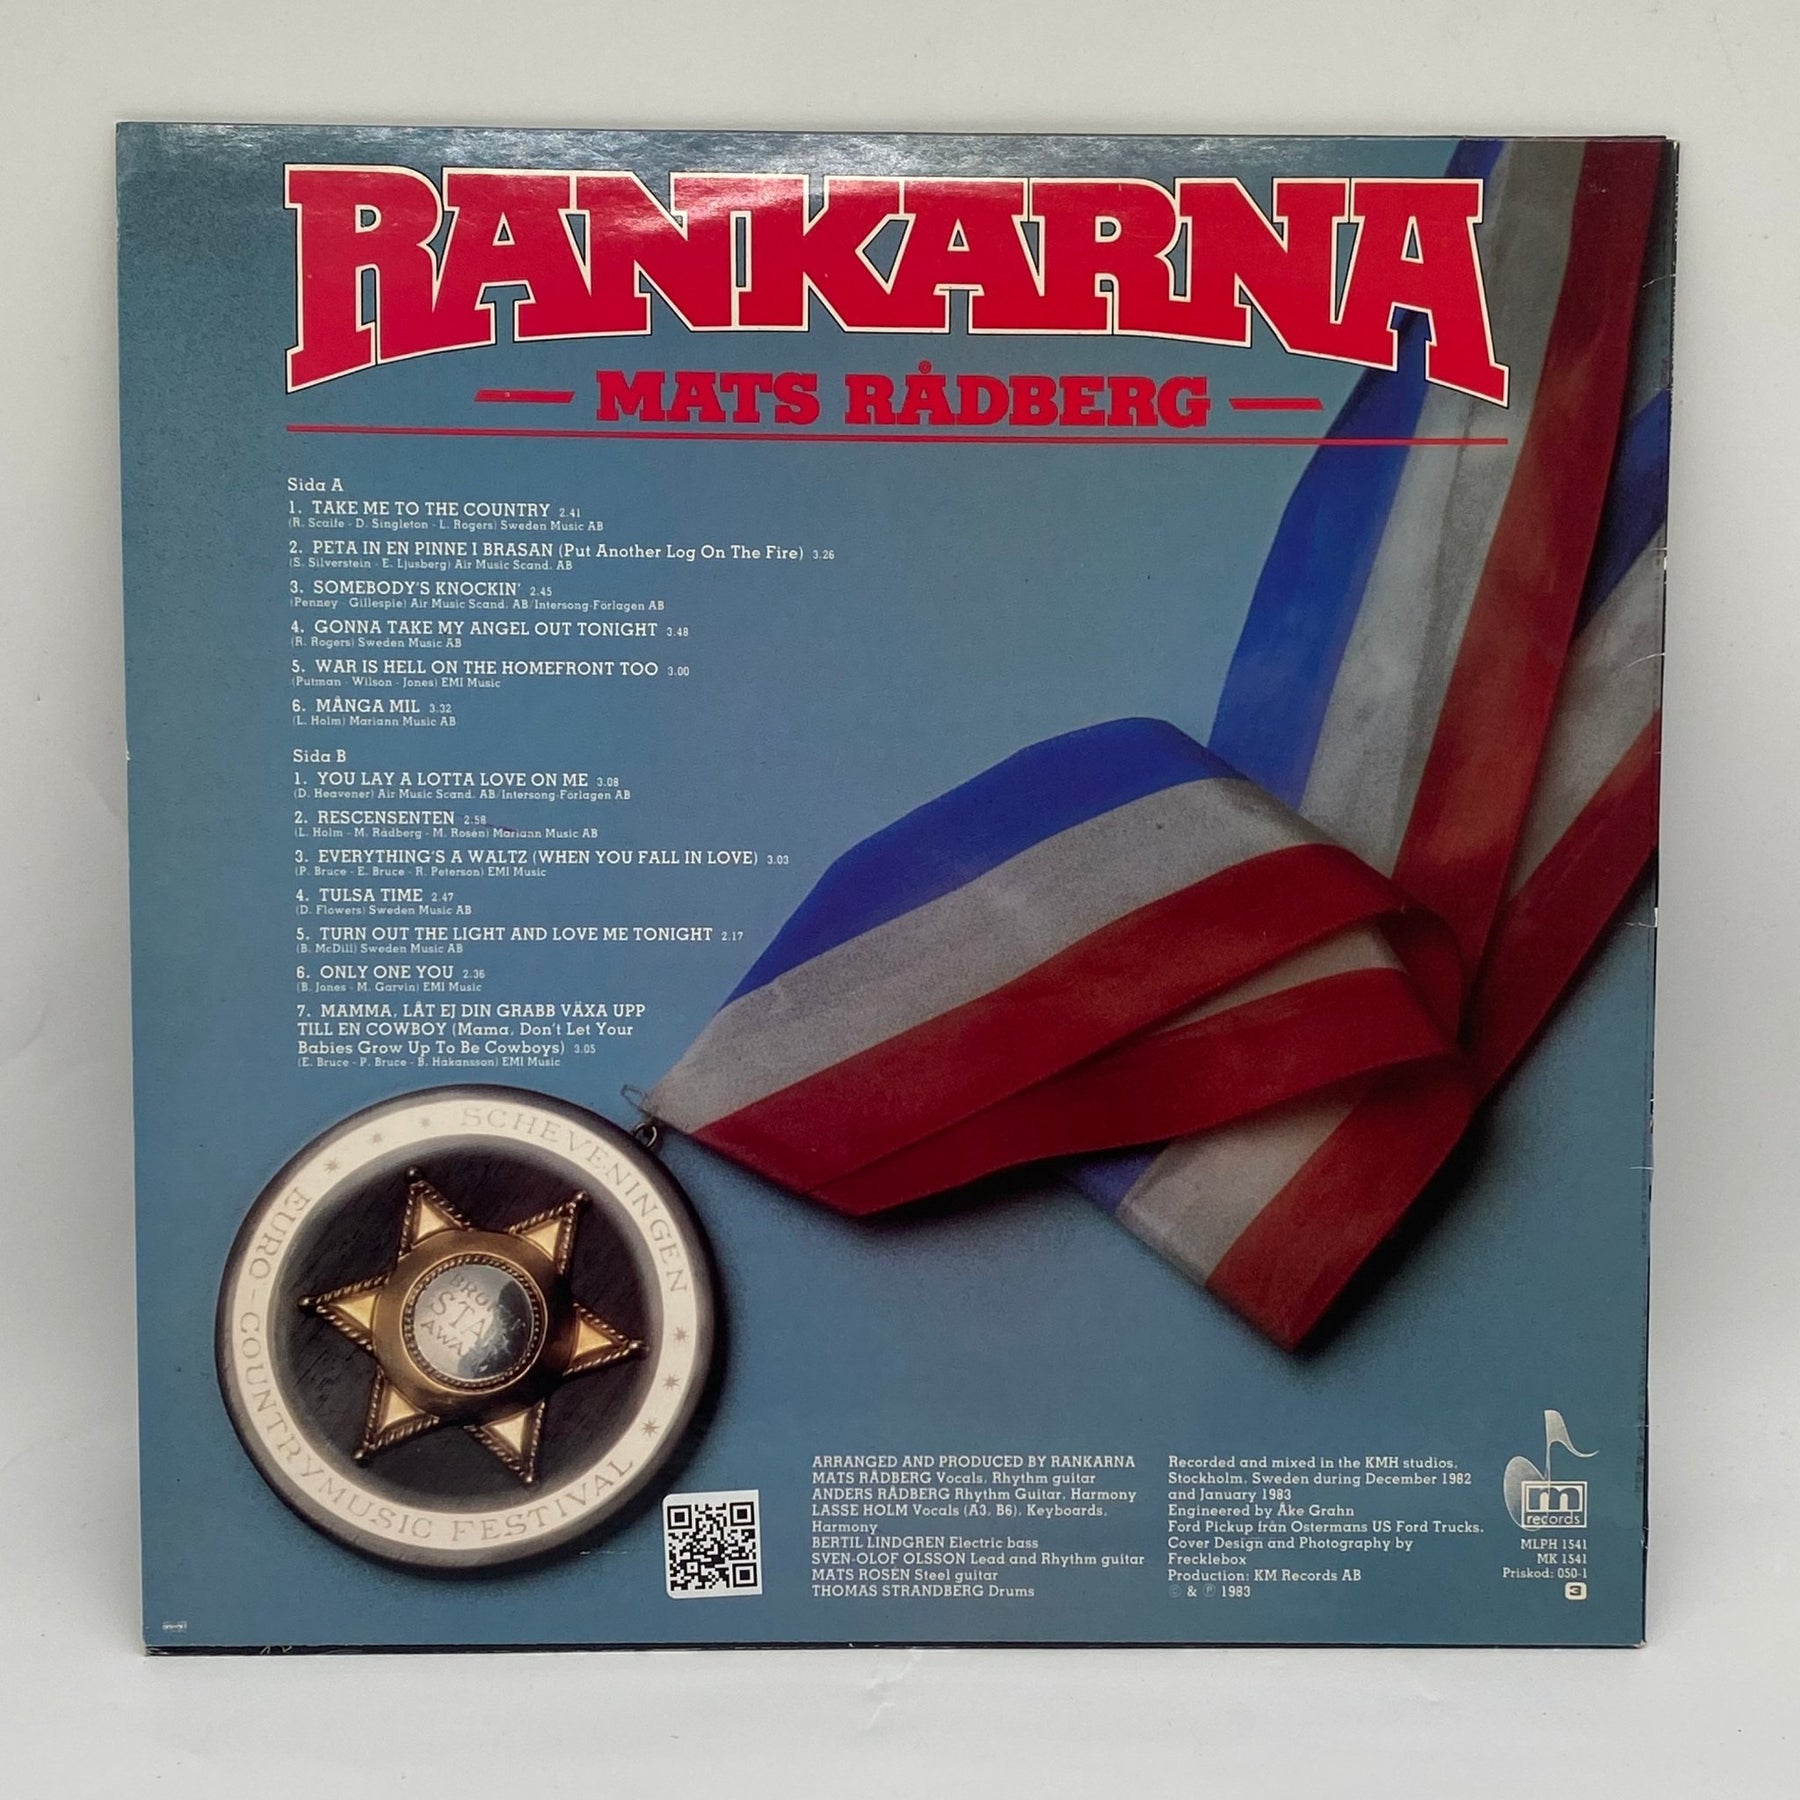 RANKARNA
MATS RÅDBERG
Sida A
1. TAKE ME TO THE COUNTRY 2.41
(R. Scaife - D. Singleton - L. Rogers) Sweden Music AB
2. PETA IN EN PINNE I BRASAN (Put Another Log On The Fire) 3.26
(S. Silverstein - E. Ljusberg) Air Music Scand. AB
3. SOMEBODY'S KNOCKIN' 2.45
(Penney - Gillespie) Air Music Scand. AB/Intersong-Förlagen AB
4. GONNA TAKE MY ANGEL OUT TONIGHT 3.48
(R. Rogers) Sweden Music AB
5. WAR IS HELL ON THE HOMEFRONT TOO 3.00
(Putman - Wilson - Jones) EMI Music
6. MÅNGA MIL 3.32
(L. Holm) Mariann Music AB
Sida B
1. YOU LAY A LOTTA LOVE ON ME 3.08
(D. Heavener) Air Music Scand. AB/Intersong-Förlagen AB
2. RESCENSENTEN 2.58
(L. Holm - M. Rådberg - M. Rosén) Mariann Music AB
3. EVERYTHING'S A WALTZ (WHEN YOU FALL IN LOVE) 3.03
(P. Bruce - E. Bruce - R. Peterson) EMI Music
4. TULSA TIME 2.47
(D. Flowers) Sweden Music AB
5. TURN OUT THE LIGHT AND LOVE ME TONIGHT 2.17
(B. McDill) Sweden Music AB
6. ONLY ONE YOU 2.36
(B. Jones - M. Garvin) EMI Music
7. MAMMA, LÅT EJ DIN GRABB VÄXA UPP
TILL EN COWBOY (Mama, Don't Let Your
Babies Grow Up To Be Cowboys) 3.05
(E. Bruce - P. Bruce - B. Håkansson) EMI Music
SCHEVENINGEN
EURO-COUNTRYMUSIC FESTIVAL
BRONZE
STAR
AWARD
ARRANGED AND PRODUCED BY RANKARNA
MATS RÅDBERG Vocals, Rhythm guitar
ANDERS RÅDBERG Rhythm Guitar, Harmony
LASSE HOLM Vocals (A3, B6), Keyboards,
Harmony
BERTIL LINDGREN Electric bass
SVEN-OLOF OLSSON Lead and Rhythm guitar
MATS ROSÉN Steel guitar
THOMAS STRANDBERG Drums
Recorded and mixed in the KMH studios,
Stockholm, Sweden during December 1982
and January 1983
Engineered by Åke Grahn
Ford Pickup från Ostermans US Ford Trucks.
Cover Design and Photography by
Frecklebox
Production: KM Records AB
© & ℗ 1983
m
records
MLPH 1541
MK 1541
Priskod: 050-1
3